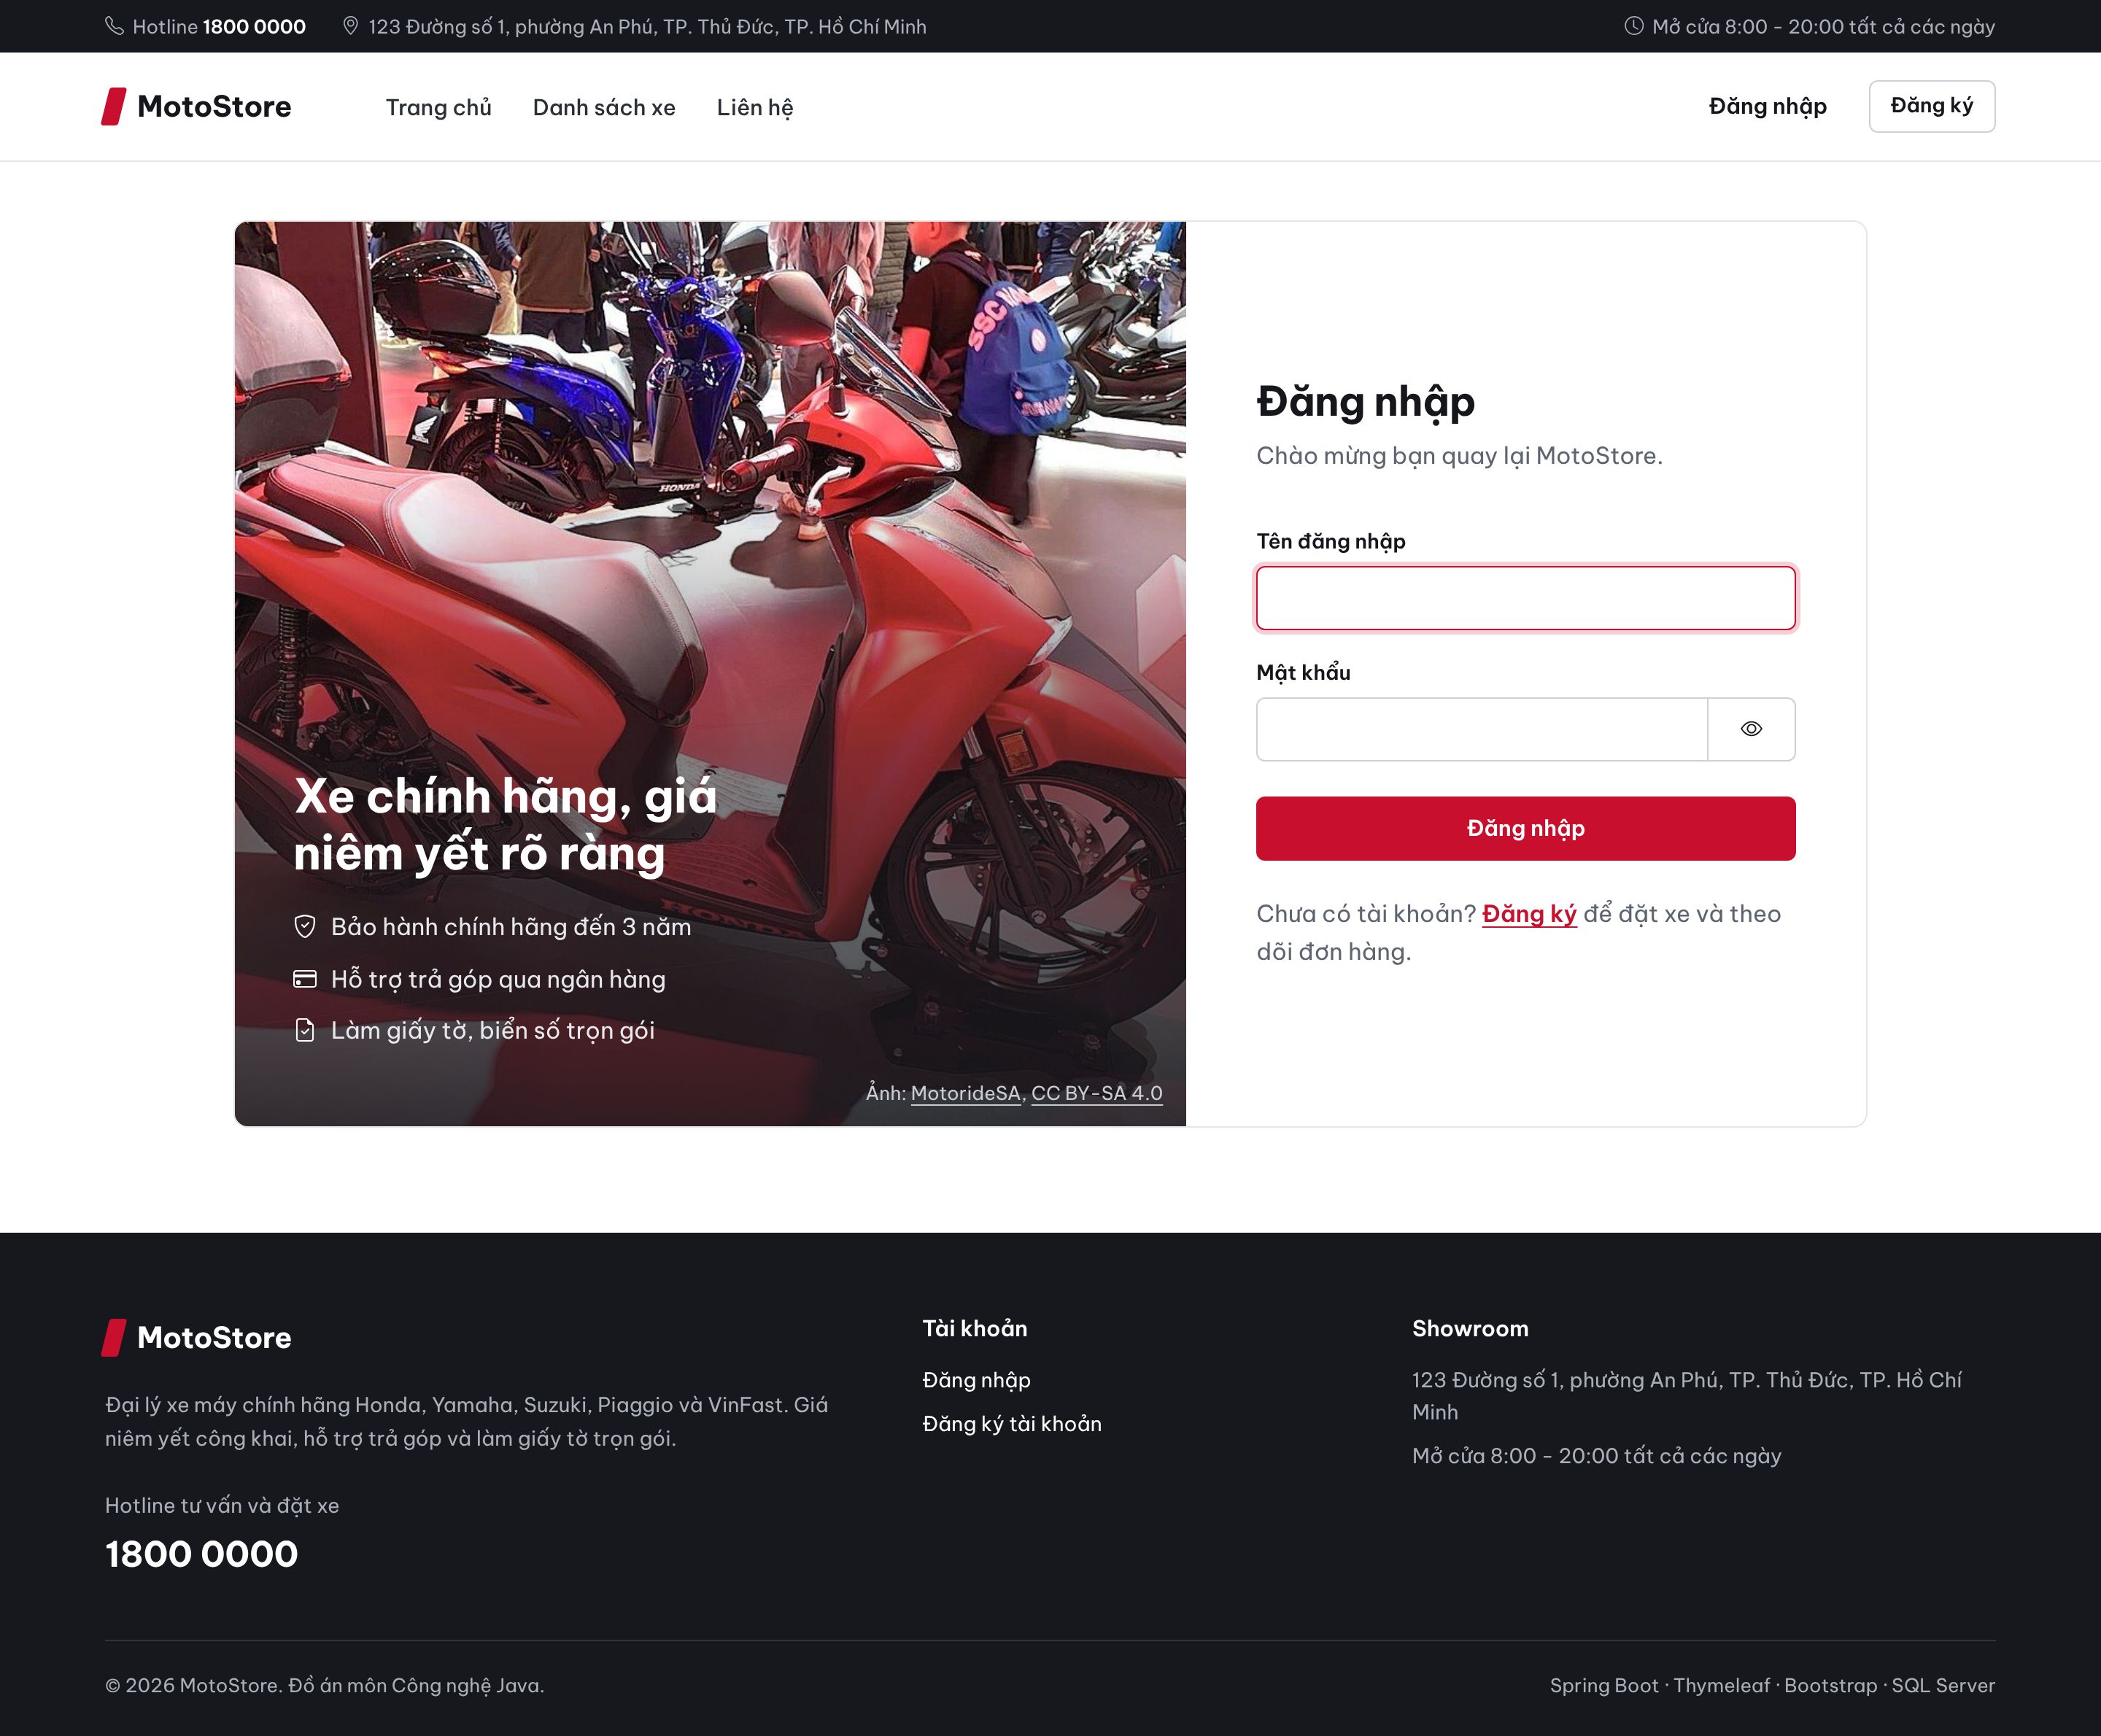 Hotline 1800 0000
123 Đường số 1, phường An Phú, TP. Thủ Đức, TP. Hồ Chí Minh
Mở cửa 8:00 - 20:00 tất cả các ngày
MotoStore
Trang chủ
Danh sách xe
Liên hệ
Đăng nhập
Đăng ký
HONDA
Xe chính hãng, giá
niêm yết rõ ràng
HONDA
Bảo hành chính hãng đến 3 năm
Hỗ trợ trả góp qua ngân hàng
Làm giấy tờ, biển số trọn gói
Ảnh: MotorideSA, CC BY-SA 4.0
Đăng nhập
Chào mừng bạn quay lại MotoStore.
Tên đăng nhập
Mật khẩu
Đăng nhập
Chưa có tài khoản? Đăng ký để đặt xe và theo
dõi đơn hàng.
MotoStore
Đại lý xe máy chính hãng Honda, Yamaha, Suzuki, Piaggio và VinFast. Giá
niêm yết công khai, hỗ trợ trả góp và làm giấy tờ trọn gói.
Hotline tư vấn và đặt xe
1800 0000
Tài khoản
Đăng nhập
Đăng ký tài khoản
Showroom
123 Đường số 1, phường An Phú, TP. Thủ Đức, TP. Hồ Chí
Minh
Mở cửa 8:00 - 20:00 tất cả các ngày
© 2026 MotoStore. Đồ án môn Công nghệ Java.
Spring Boot · Thymeleaf · Bootstrap · SQL Server